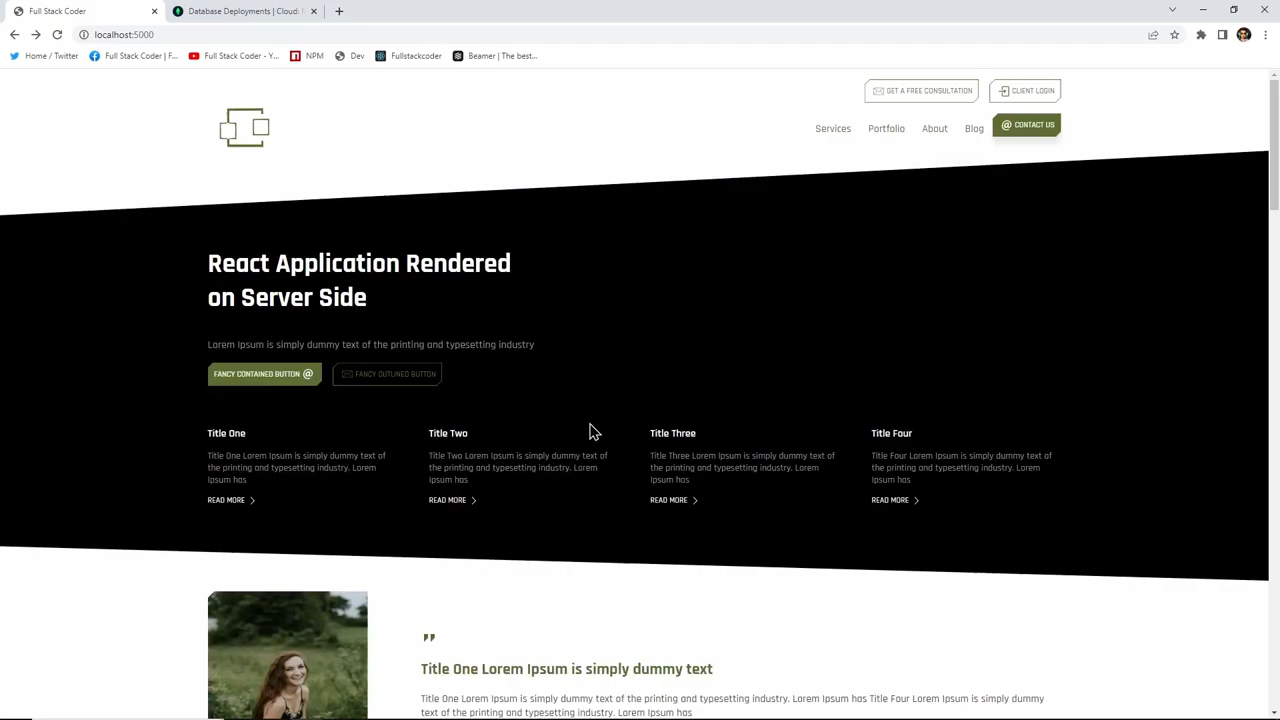 Full Stack Coder
Database Deployments | Cloud:
localhost:5000
Home / Twitter
Full Stack Coder | F...
Full Stack Coder - Y...
NPM
Dev
Fullstackcoder
Beamer | The best...
GET A FREE CONSULTATION
CLIENT LOGIN
Services
Portfolio
About
Blog
@ CONTACT US
React Application Rendered
on Server Side
Lorem Ipsum is simply dummy text of the printing and typesetting industry
FANCY CONTAINED BUTTON @
FANCY OUTLINED BUTTON
Title One
Title One Lorem Ipsum is simply dummy text of
the printing and typesetting industry. Lorem
Ipsum has
READ MORE
Title Two
Title Two Lorem Ipsum is simply dummy text of
the printing and typesetting industry. Lorem
Ipsum has
READ MORE
Title Three
Title Three Lorem Ipsum is simply dummy text of
the printing and typesetting industry. Lorem
Ipsum has
READ MORE
Title Four
Title Four Lorem Ipsum is simply dummy text of
the printing and typesetting industry. Lorem
Ipsum has
READ MORE
"
Title One Lorem Ipsum is simply dummy text
Title One Lorem Ipsum is simply dummy text of the printing and typesetting industry. Lorem Ipsum has Title Four Lorem Ipsum is simply dummy
text of the printing and typesetting industry. Lorem Ipsum has